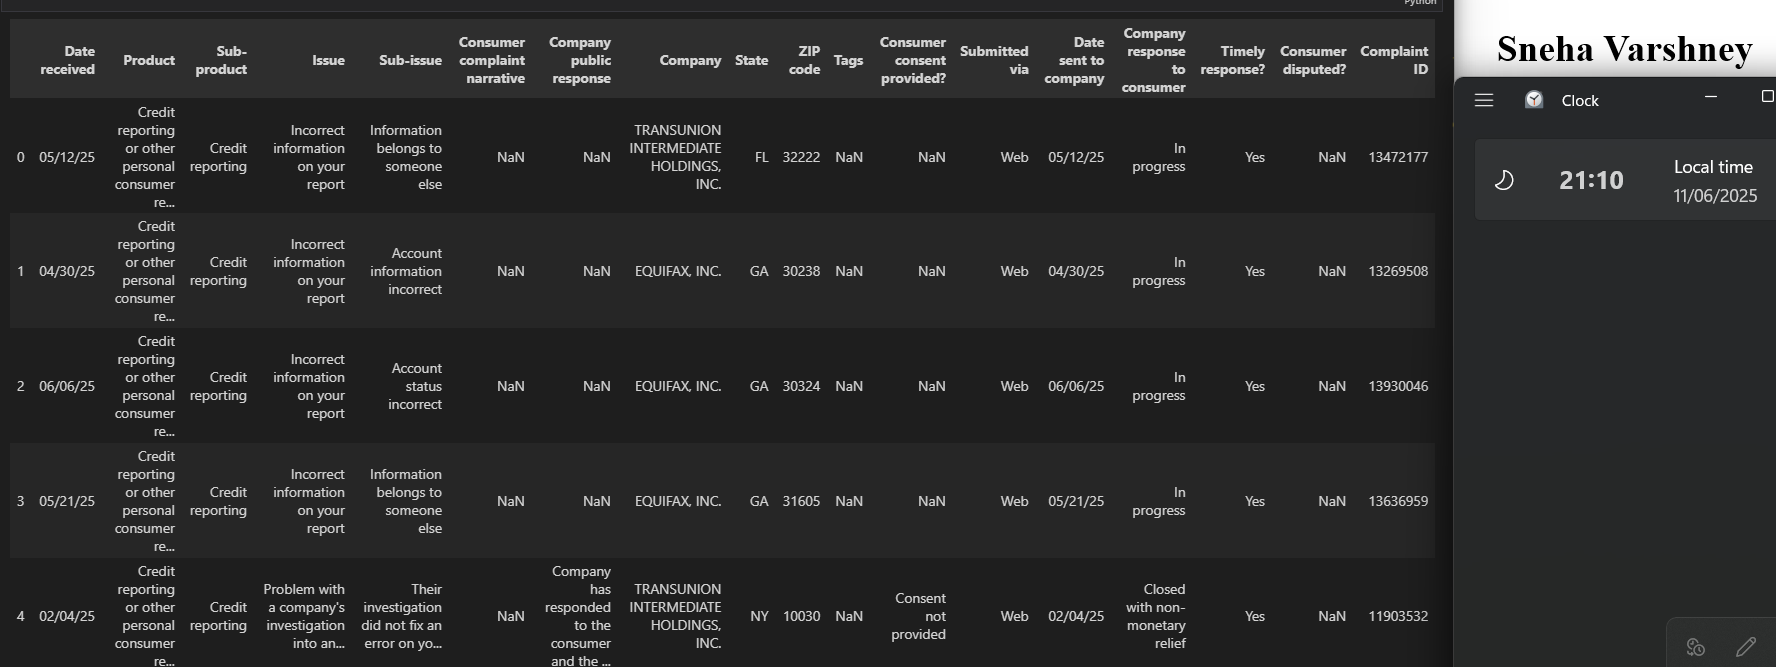 Python
Date received Product Sub-product Issue Sub-issue Consumer complaint narrative Company public response Company State ZIP code Tags Consumer consent provided? Submitted via Date sent to company Company response to consumer Timely response? Consumer disputed? Complaint ID
0 05/12/25 Credit reporting or other personal consumer re... Credit reporting Incorrect information on your report Information belongs to someone else NaN NaN TRANSUNION INTERMEDIATE HOLDINGS, INC. FL 32222 NaN NaN Web 05/12/25 In progress Yes NaN 13472177
1 04/30/25 Credit reporting or other personal consumer re... Credit reporting Incorrect information on your report Account information incorrect NaN NaN EQUIFAX, INC. GA 30238 NaN NaN Web 04/30/25 In progress Yes NaN 13269508
2 06/06/25 Credit reporting or other personal consumer re... Credit reporting Incorrect information on your report Account status incorrect NaN NaN EQUIFAX, INC. GA 30324 NaN NaN Web 06/06/25 In progress Yes NaN 13930046
3 05/21/25 Credit reporting or other personal consumer re... Credit reporting Incorrect information on your report Information belongs to someone else NaN NaN EQUIFAX, INC. GA 31605 NaN NaN Web 05/21/25 In progress Yes NaN 13636959
4 02/04/25 Credit reporting or other personal consumer re... Credit reporting Problem with a company's investigation into an... Their investigation did not fix an error on yo... NaN Company has responded to the consumer and the ... TRANSUNION INTERMEDIATE HOLDINGS, INC. NY 10030 NaN Consent not provided Web 02/04/25 Closed with non-monetary relief Yes NaN 11903532
Sneha Varshney
Clock
21:10
Local time
11/06/2025